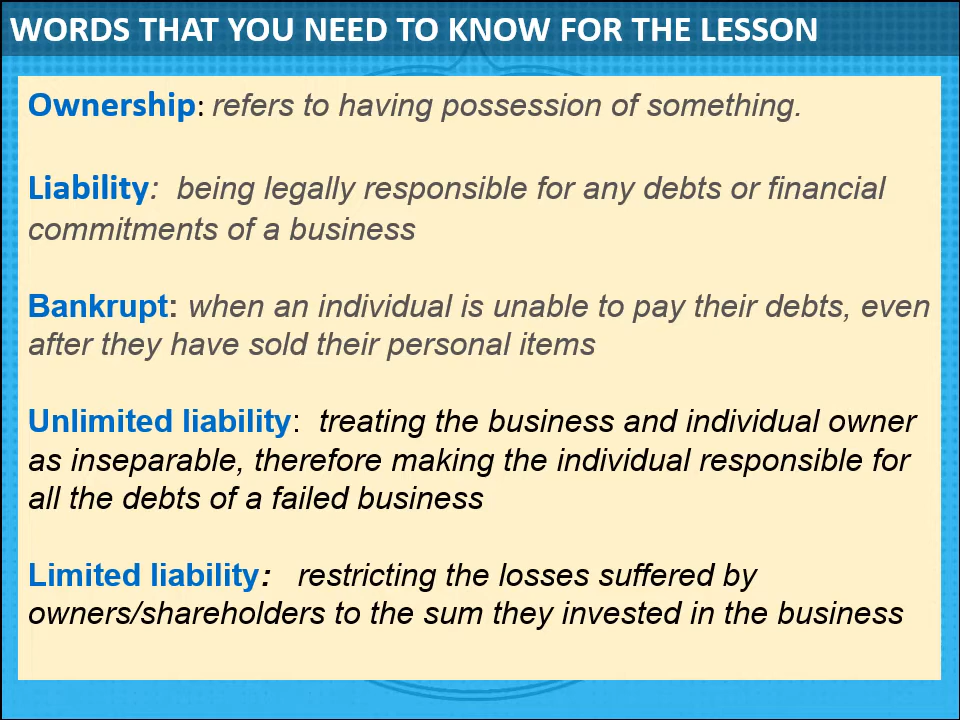 WORDS THAT YOU NEED TO KNOW FOR THE LESSON
Ownership: refers to having possession of something.
Liability:  being legally responsible for any debts or financial
commitments of a business
Bankrupt: when an individual is unable to pay their debts, even
after they have sold their personal items
Unlimited liability:  treating the business and individual owner
as inseparable, therefore making the individual responsible for
all the debts of a failed business
Limited liability:   restricting the losses suffered by
owners/shareholders to the sum they invested in the business